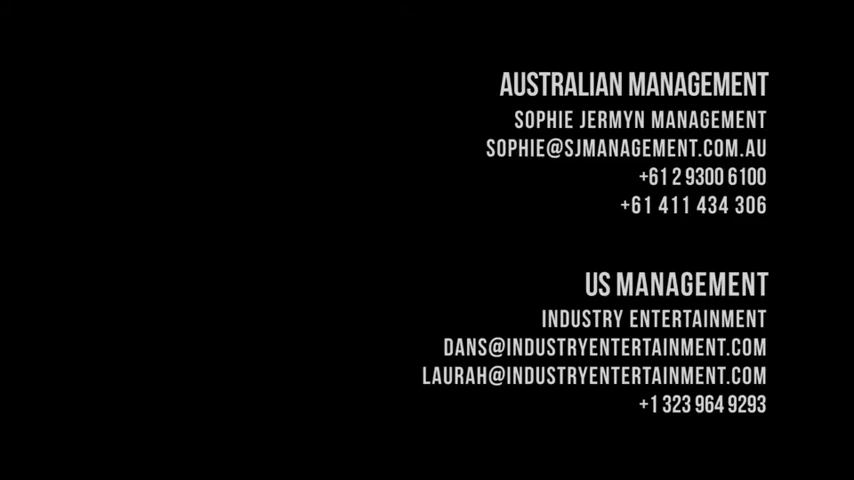 AUSTRALIAN MANAGEMENT
SOPHIE JERMYN MANAGEMENT
SOPHIE@SJMANAGEMENT.COM.AU
+61 2 9300 6100
+61 411 434 306
US MANAGEMENT
INDUSTRY ENTERTAINMENT
DANS@INDUSTRYENTERTAINMENT.COM
LAURAH@INDUSTRYENTERTAINMENT.COM
+1 323 964 9293